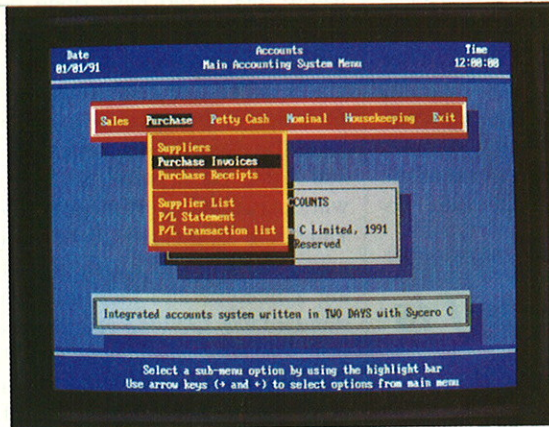 Date
Accounts
Time
01/01/91
Main Accounting System Menu
12:00:00
Sales Purchase Petty Cash Nominal Housekeeping Exit
Suppliers
Purchase Invoices
Purchase Receipts
Supplier List
P/L Statement
P/L transaction list
COUNTS
C Limited, 1991
Reserved
Integrated accounts system written in TWO DAYS with Sycero C
Select a sub-menu option by using the highlight bar
Use arrow keys (→ and ←) to select options from main menu